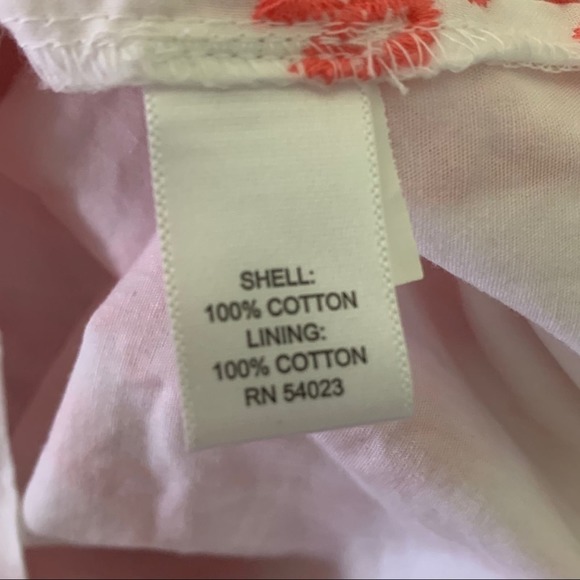 SHELL:
100% COTTON
LINING:
100% COTTON
RN 54023